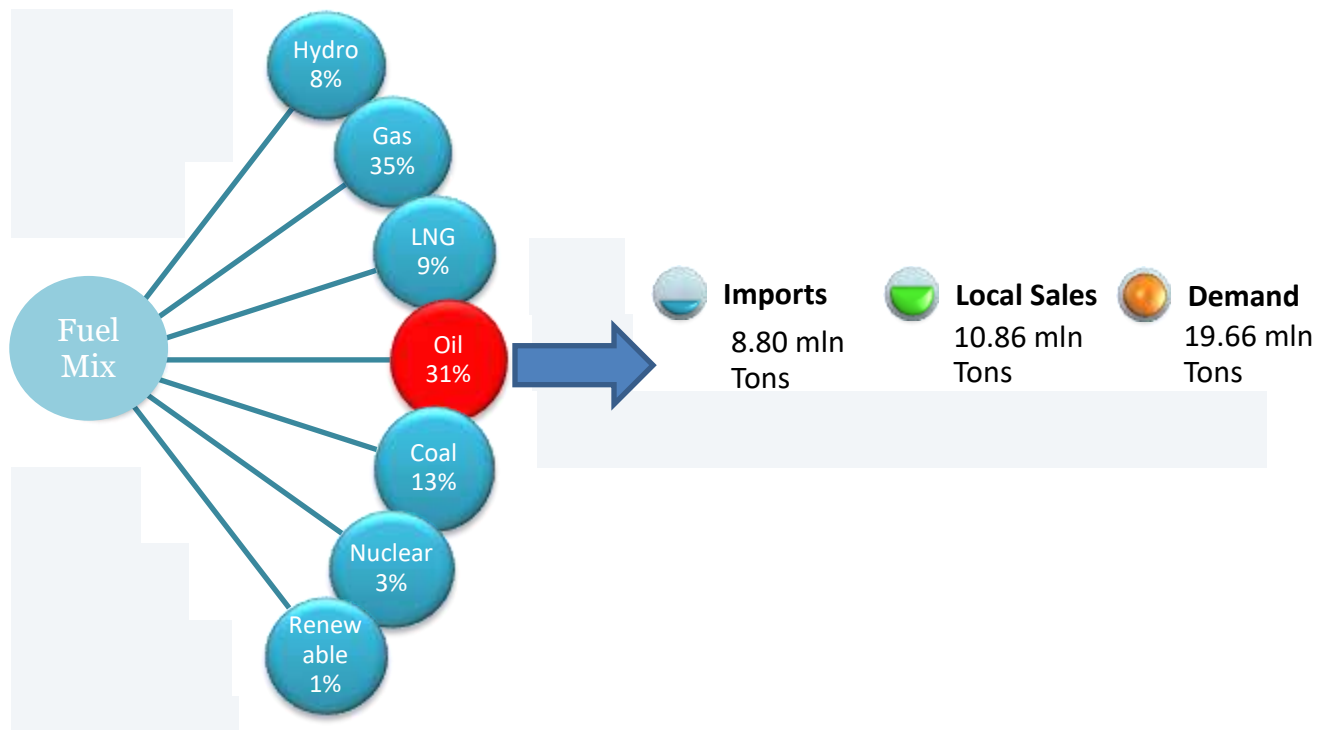 Hydro
8%
Gas
35%
LNG
9%
Fuel
Mix
Oil
31%
Coal
13%
Nuclear
3%
Renew
able
1%
Imports
8.80 mln
Tons
Local Sales
10.86 mln
Tons
Demand
19.66 mln
Tons